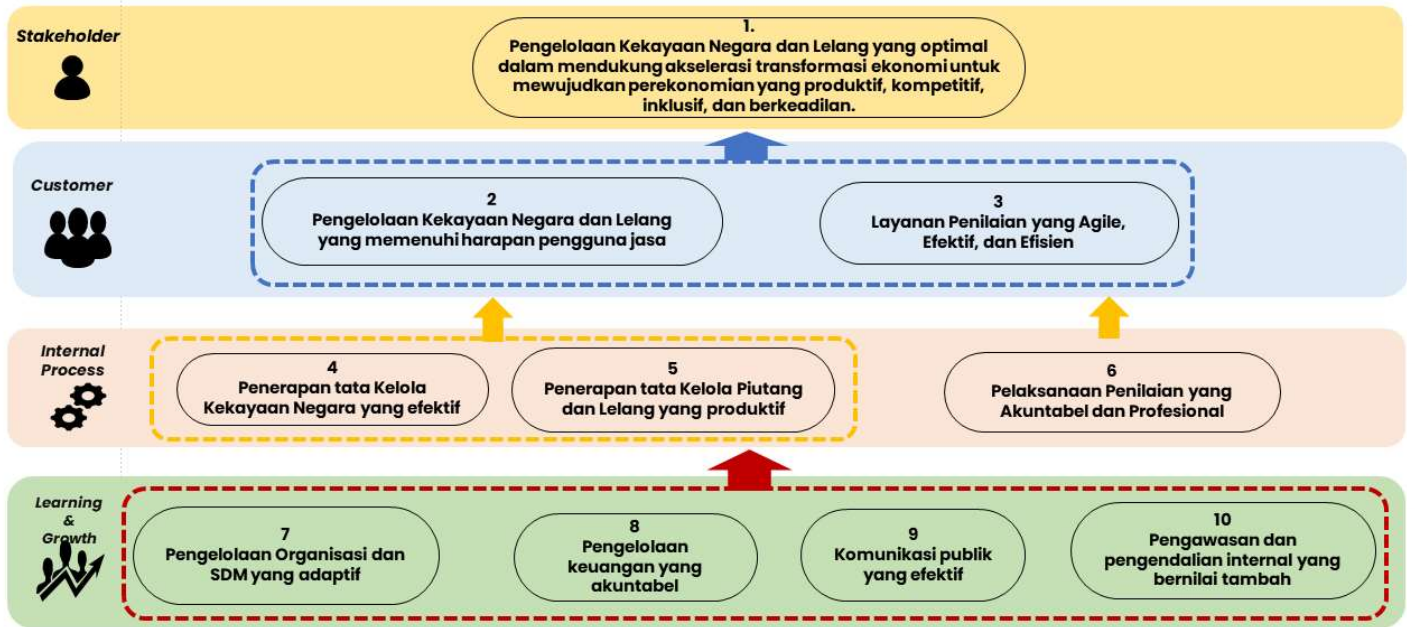 Stakeholder
1.
Pengelolaan Kekayaan Negara dan Lelang yang optimal
dalam mendukung akselerasi transformasi ekonomi untuk
mewujudkan perekonomian yang produktif, kompetitif,
inklusif, dan berkeadilan.
Customer
2
Pengelolaan Kekayaan Negara dan Lelang
yang memenuhi harapan pengguna jasa
3
Layanan Penilaian yang Agile,
Efektif, dan Efisien
Internal
Process
4
Penerapan tata Kelola
Kekayaan Negara yang efektif
5
Penerapan tata Kelola Piutang
dan Lelang yang produktif
6
Pelaksanaan Penilaian yang
Akuntabel dan Profesional
Learning
&
Growth
7
Pengelolaan Organisasi dan
SDM yang adaptif
8
Pengelolaan
keuangan yang
akuntabel
9
Komunikasi publik
yang efektif
10
Pengawasan dan
pengendalian internal yang
bernilai tambah